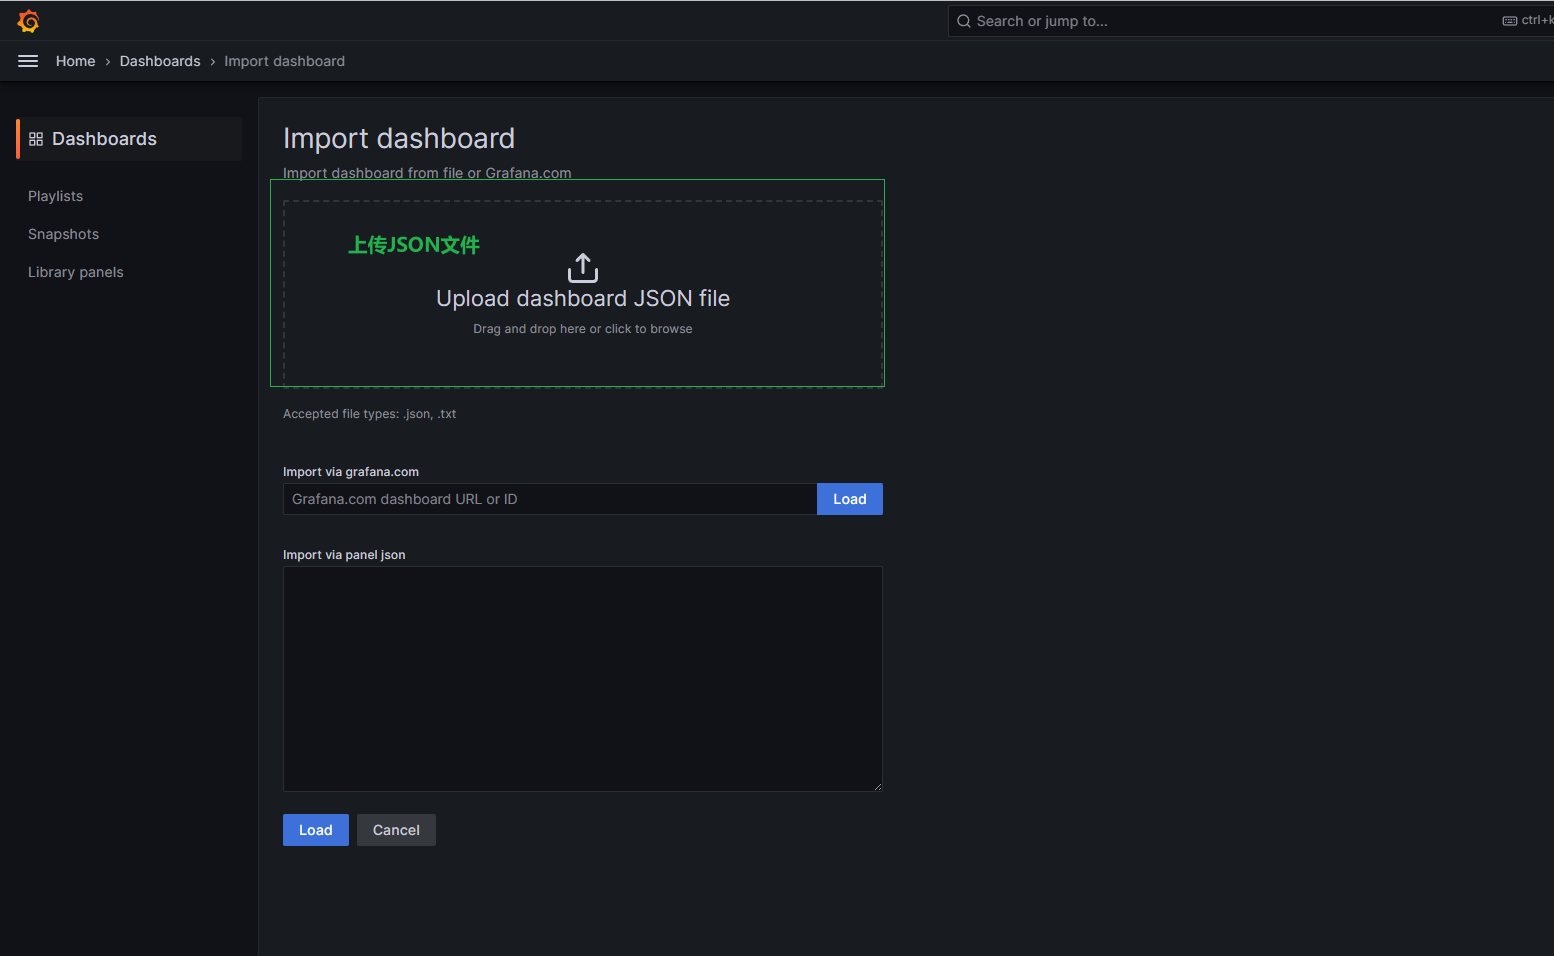 Search or jump to...
ctrl+k
Home › Dashboards › Import dashboard
Dashboards
Playlists
Snapshots
Library panels
Import dashboard
Import dashboard from file or Grafana.com
上传JSON文件
Upload dashboard JSON file
Drag and drop here or click to browse
Accepted file types: .json, .txt
Import via grafana.com
Grafana.com dashboard URL or ID
Load
Import via panel json
Load
Cancel